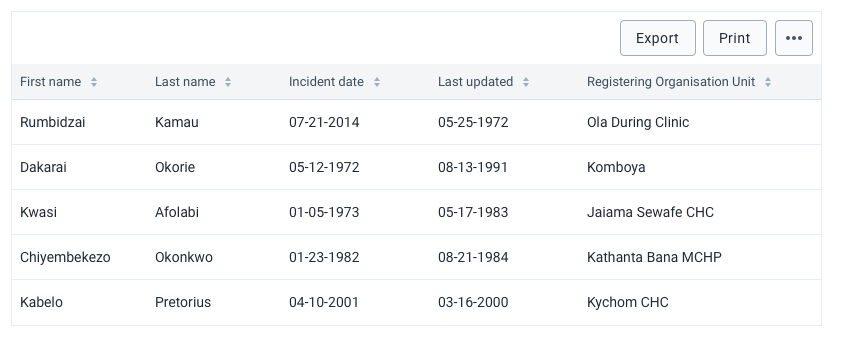 Export Print
First name Last name Incident date Last updated Registering Organisation Unit
Rumbidzai Kamau 07-21-2014 05-25-1972 Ola During Clinic
Dakarai Okorie 05-12-1972 08-13-1991 Komboya
Kwasi Afolabi 01-05-1973 05-17-1983 Jaiama Sewafe CHC
Chiyembekezo Okonkwo 01-23-1982 08-21-1984 Kathanta Bana MCHP
Kabelo Pretorius 04-10-2001 03-16-2000 Kychom CHC